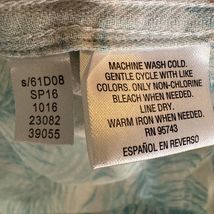 s/61D08
SP16
1016
23082
39055
MACHINE WASH COLD.
GENTLE CYCLE WITH LIKE
COLORS. ONLY NON-CHLORINE
BLEACH WHEN NEEDED.
LINE DRY.
WARM IRON WHEN NEEDED.
RN 95743
ESPAÑOL EN REVERSO